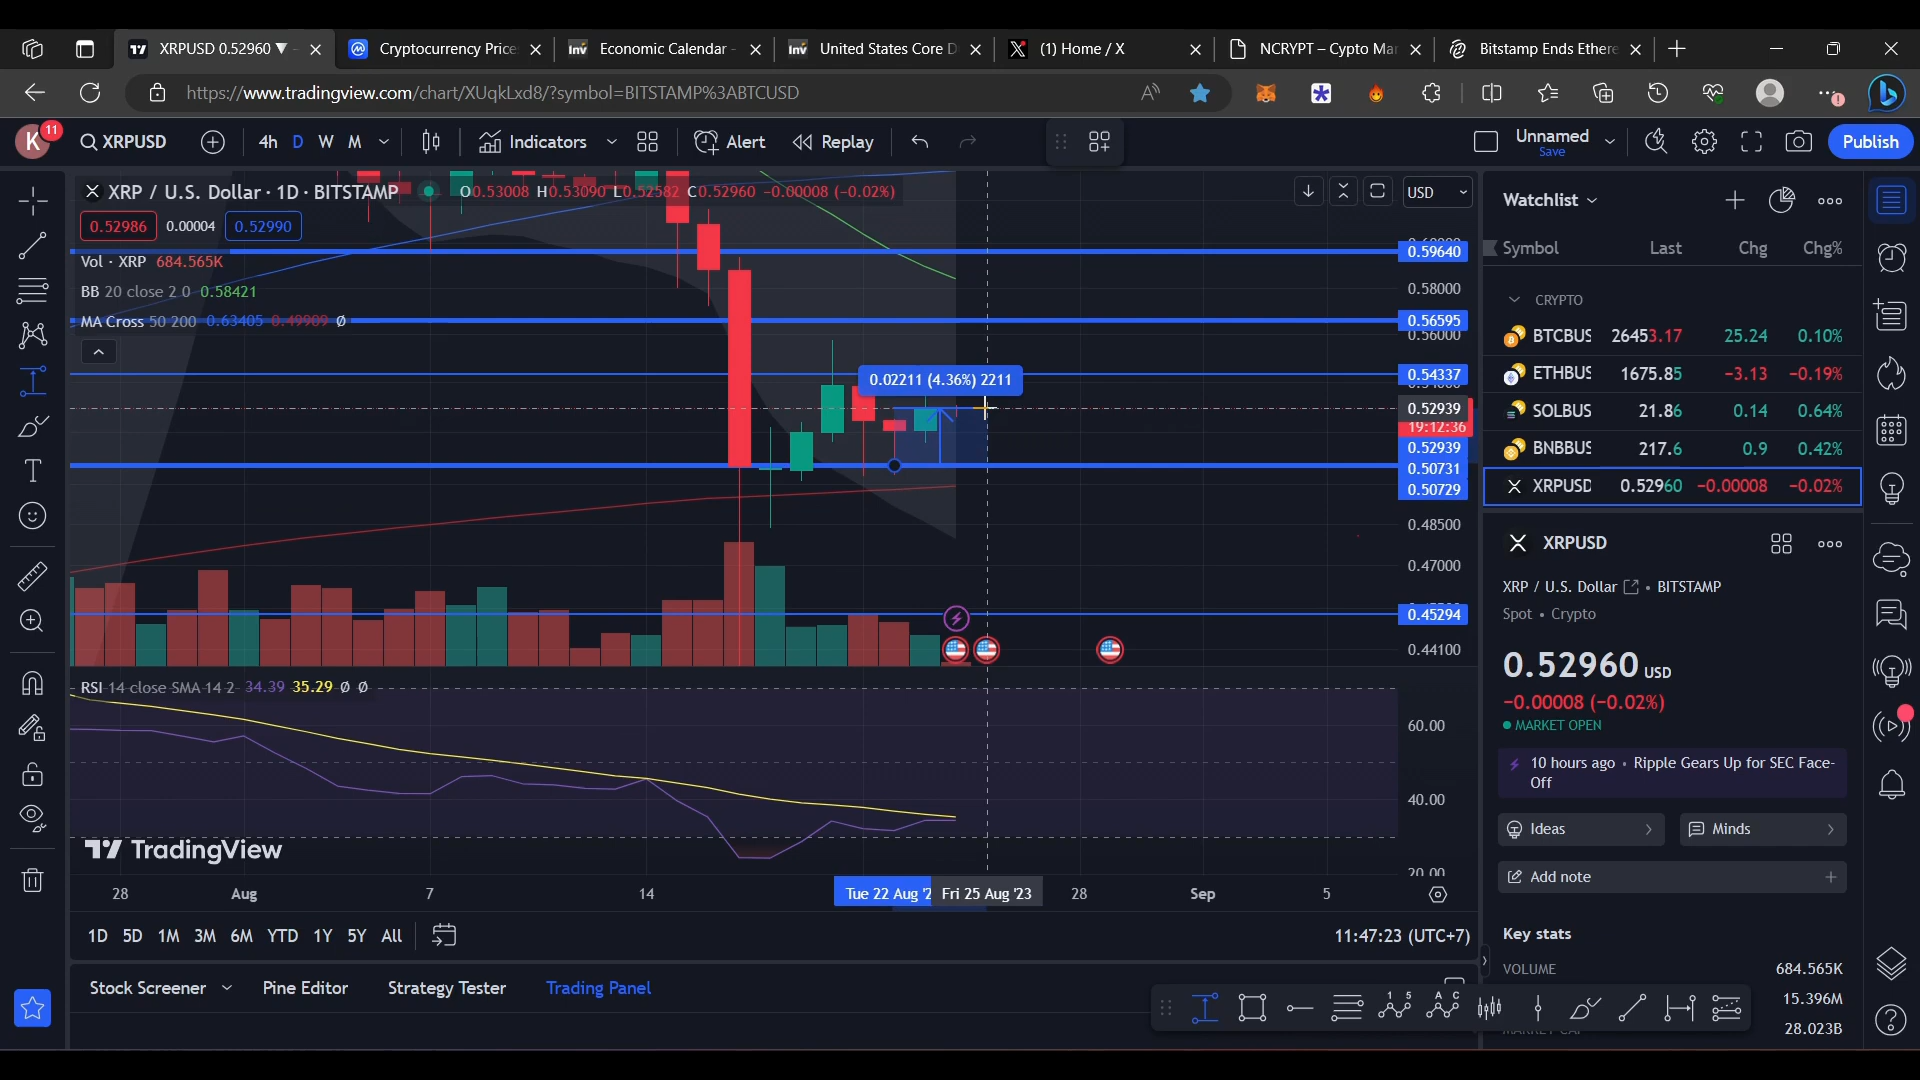 XRPUSD 0.52960 ▼
Cryptocurrency Price
Economic Calendar -
United States Core D
(1) Home / X
NCRYPT – Cypto Mar
Bitstamp Ends Ethere
https://www.tradingview.com/chart/XUqkLxd8/?symbol=BITSTAMP%3ABTCUSD
K
11
XRPUSD
4h
D
W
M
Indicators
Alert
Replay
Unnamed
Save
Publish
XRP / U.S. Dollar · 1D · BITSTAMP
O0.53008 H0.53090 L0.52582 C0.52960 −0.00008 (−0.02%)
USD
0.52986
0.00004
0.52990
Vol · XRP 684.565K
BB 20 close 2 0 0.58421
MA Cross 50 200 0.63405 0.49989 Ø
0.02211 (4.36%) 2211
0.59640
0.58000
0.56595
0.56000
0.54337
0.52939
19:12:36
0.52939
0.50731
0.50729
0.48500
0.47000
0.45294
0.44100
RSI 14 close SMA 14 2 34.39 35.29 Ø Ø
60.00
40.00
20.00
TradingView
28
Aug
7
14
Tue 22 Aug '2
Fri 25 Aug '23
28
Sep
5
1D
5D
1M
3M
6M
YTD
1Y
5Y
All
11:47:23 (UTC+7)
Stock Screener
Pine Editor
Strategy Tester
Trading Panel
Watchlist
Symbol Last Chg Chg%
CRYPTO
BTCBUS 26453.17 25.24 0.10%
ETHBUS 1675.85 −3.13 −0.19%
SOLBUS 21.86 0.14 0.64%
BNBBUS 217.6 0.9 0.42%
XRPUSD 0.52960 −0.00008 −0.02%
XRPUSD
XRP / U.S. Dollar • BITSTAMP
Spot • Crypto
0.52960 USD
−0.00008 (−0.02%)
MARKET OPEN
10 hours ago • Ripple Gears Up for SEC Face-
Off
Ideas
Minds
Add note
Key stats
VOLUME 684.565K
15.396M
28.023B